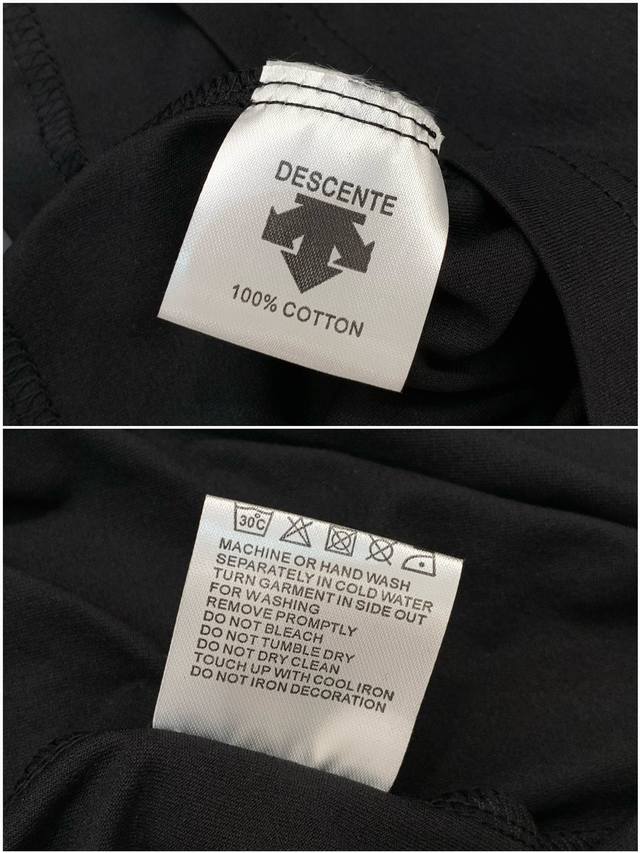 DESCENTE
100% COTTON
30°C
MACHINE OR HAND WASH
SEPARATELY IN COLD WATER
TURN GARMENT IN SIDE OUT
FOR WASHING
REMOVE PROMPTLY
DO NOT BLEACH
DO NOT TUMBLE DRY
DO NOT DRY CLEAN
TOUCH UP WITH COOL IRON
DO NOT IRON DECORATION